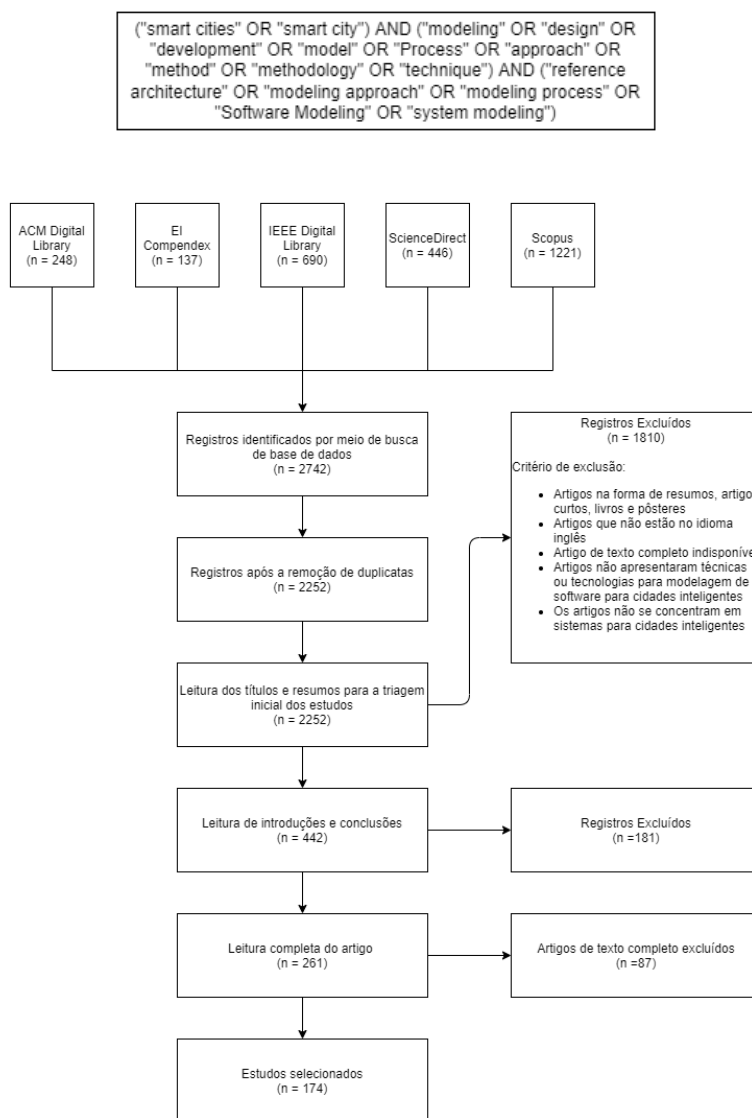 ("smart cities" OR "smart city") AND ("modeling" OR "design" OR
"development" OR "model" OR "Process" OR "approach" OR
"method" OR "methodology" OR "technique") AND ("reference
architecture" OR "modeling approach" OR "modeling process" OR
"Software Modeling" OR "system modeling")
ACM Digital
Library
(n = 248)
EI
Compendex
(n = 137)
IEEE Digital
Library
(n = 690)
ScienceDirect
(n = 446)
Scopus
(n = 1221)
Registros identificados por meio de busca
de base de dados
(n = 2742)
Registros Excluídos
(n = 1810)
Critério de exclusão:
• Artigos na forma de resumos, artigo
curtos, livros e pôsteres
• Artigos que não estão no idioma
inglês
• Artigo de texto completo indisponíve
• Artigos não apresentaram técnicas
ou tecnologias para modelagem de
software para cidades inteligentes
• Os artigos não se concentram em
sistemas para cidades inteligentes
Registros após a remoção de duplicatas
(n = 2252)
Leitura dos títulos e resumos para a triagem
inicial dos estudos
(n = 2252)
Leitura de introduções e conclusões
(n = 442)
Registros Excluídos
(n =181)
Leitura completa do artigo
(n = 261)
Artigos de texto completo excluídos
(n =87)
Estudos selecionados
(n = 174)